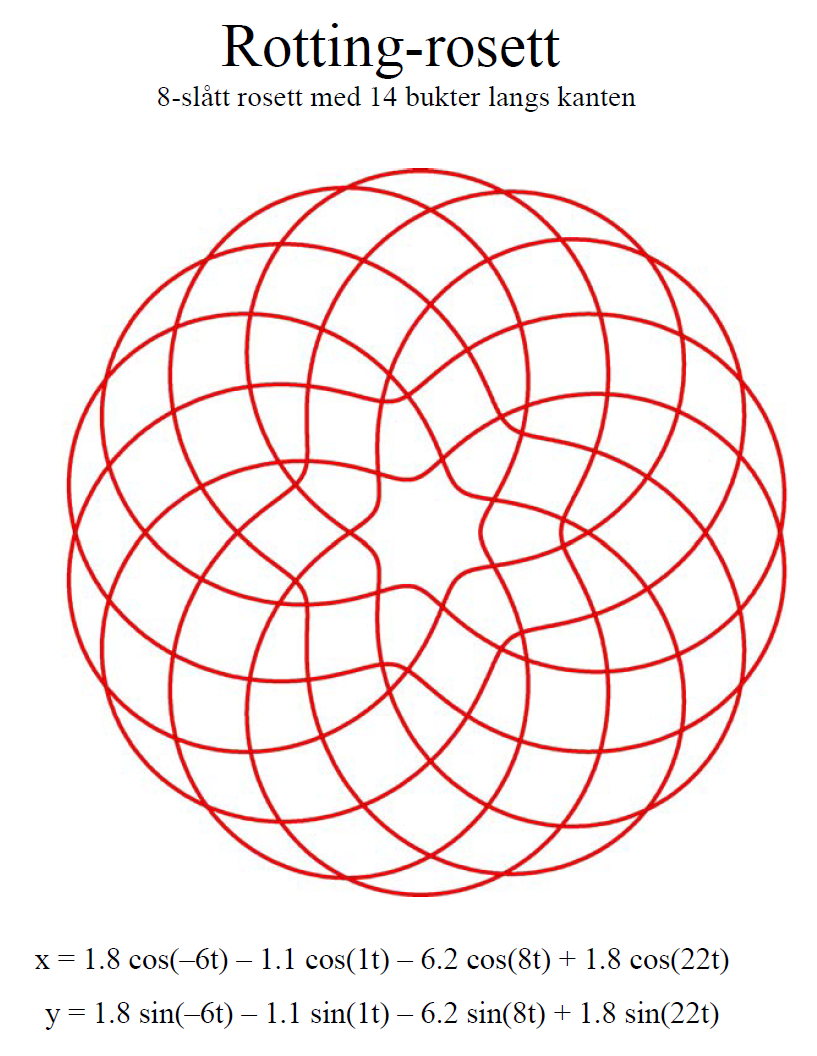 Rotting-rosett
8-slått rosett med 14 bukter langs kanten
x = 1.8 cos(–6t) – 1.1 cos(1t) – 6.2 cos(8t) + 1.8 cos(22t)
y = 1.8 sin(–6t) – 1.1 sin(1t) – 6.2 sin(8t) + 1.8 sin(22t)